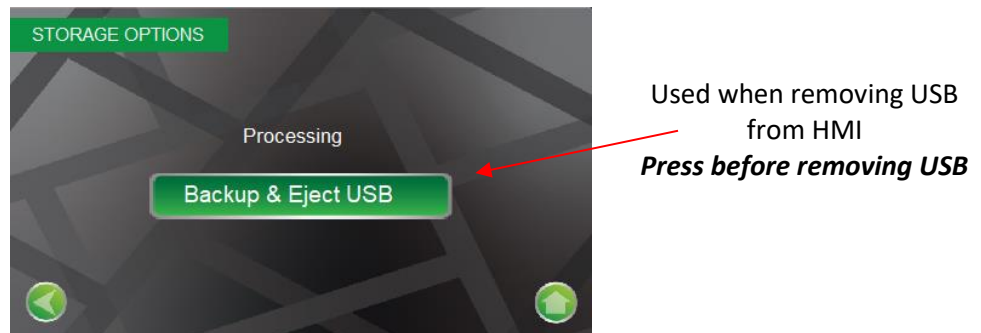 STORAGE OPTIONS
Processing
Backup & Eject USB
Used when removing USB
from HMI
Press before removing USB